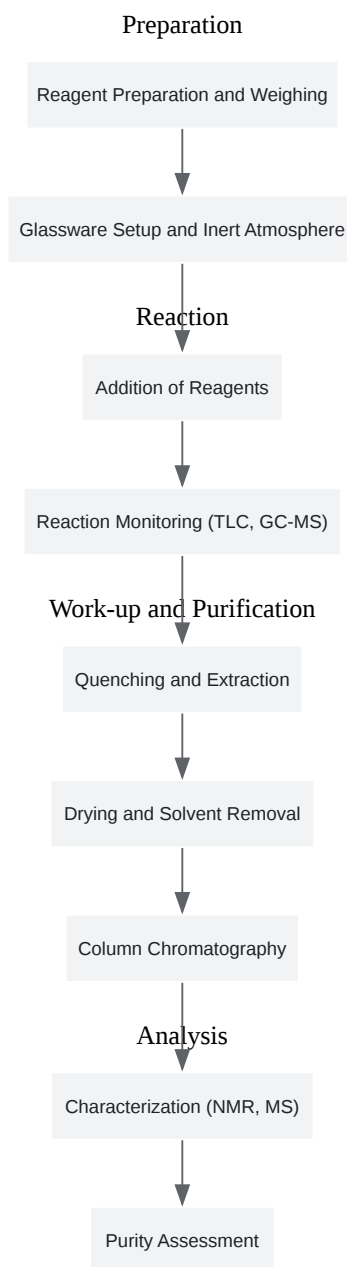 Preparation
Reagent Preparation and Weighing
Glassware Setup and Inert Atmosphere
Reaction
Addition of Reagents
Reaction Monitoring (TLC, GC-MS)
Work-up and Purification
Quenching and Extraction
Drying and Solvent Removal
Column Chromatography
Analysis
Characterization (NMR, MS)
Purity Assessment